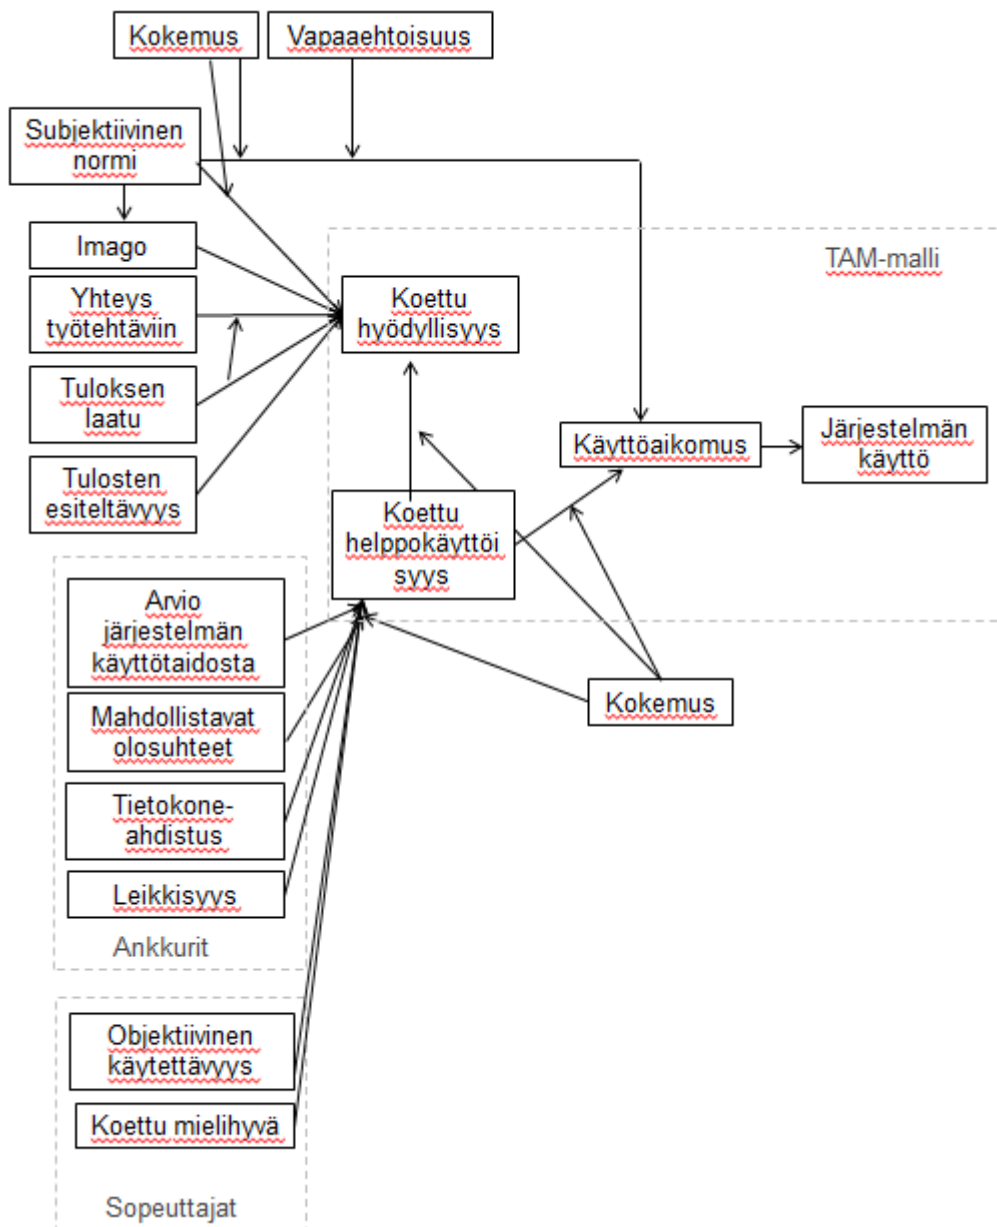 Kokemus
Vapaaehtoisuus
Subjektiivinen
normi
Imago
TAM-malli
Yhteys
työtehtäviin
Koettu
hyödyllisyys
Tuloksen
laatu
Käyttöaikomus
Järjestelmän
käyttö
Tulosten
esiteltävyys
Koettu
helppokäyttöi
syys
Arvio
järjestelmän
käyttötaidosta
Mahdollistavat
olosuhteet
Kokemus
Tietokone-
ahdistus
Leikkisyys
Ankkurit
Objektiivinen
käytettävyys
Koettu mielihyvä
Sopeuttajat